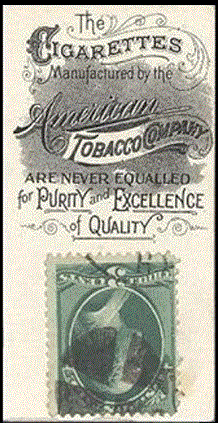 The
CIGARETTES
Manufactured by the
American
TOBACCO COMPANY
ARE NEVER EQUALLED
for PURITY and EXCELLENCE
of QUALITY